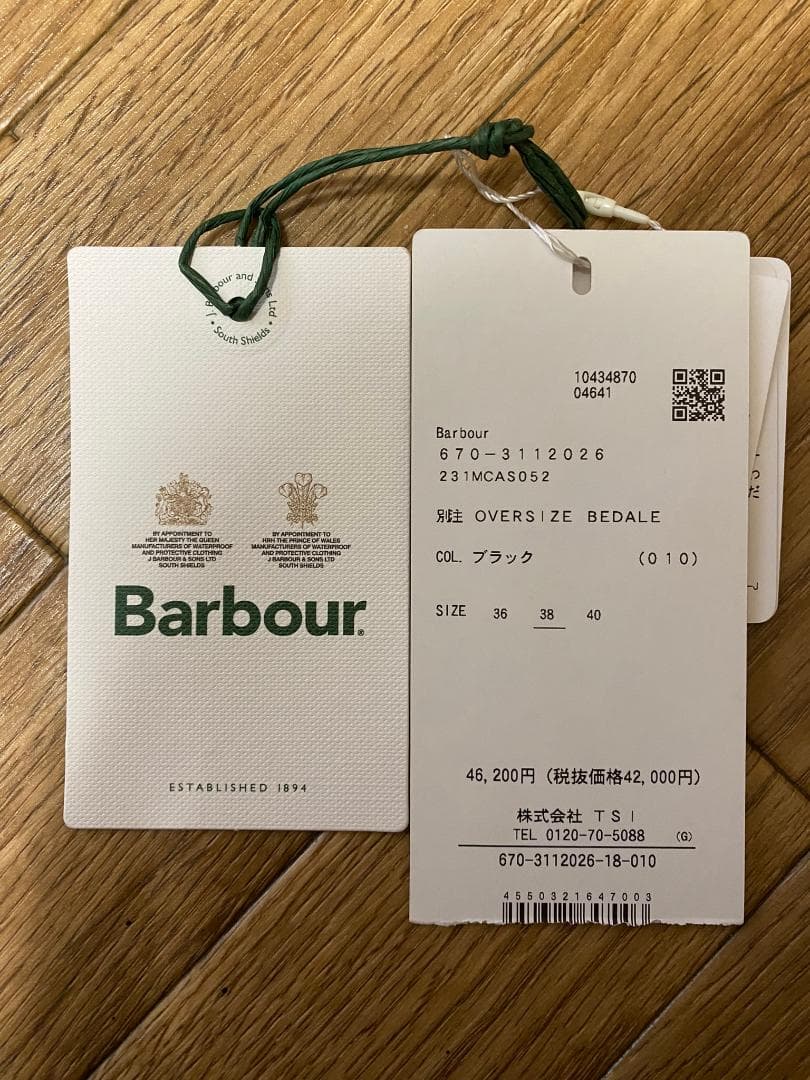 J. Barbour and Sons Ltd • South Shields •
BY APPOINTMENT TO
HER MAJESTY THE QUEEN
MANUFACTURERS OF WATERPROOF
AND PROTECTIVE CLOTHING
J BARBOUR & SONS LTD
SOUTH SHIELDS
BY APPOINTMENT TO
HRH THE PRINCE OF WALES
MANUFACTURERS OF WATERPROOF
AND PROTECTIVE CLOTHING
J BARBOUR & SONS LTD
SOUTH SHIELDS
Barbour®
ESTABLISHED 1894
10434870
04641
Barbour
670-3112026
231MCAS052
別注 OVERSIZE BEDALE
COL. ブラック (010)
SIZE 36 38 40
46,200円 (税抜価格42,000円)
株式会社 TSI
TEL 0120-70-5088 (G)
670-3112026-18-010
4550321647003